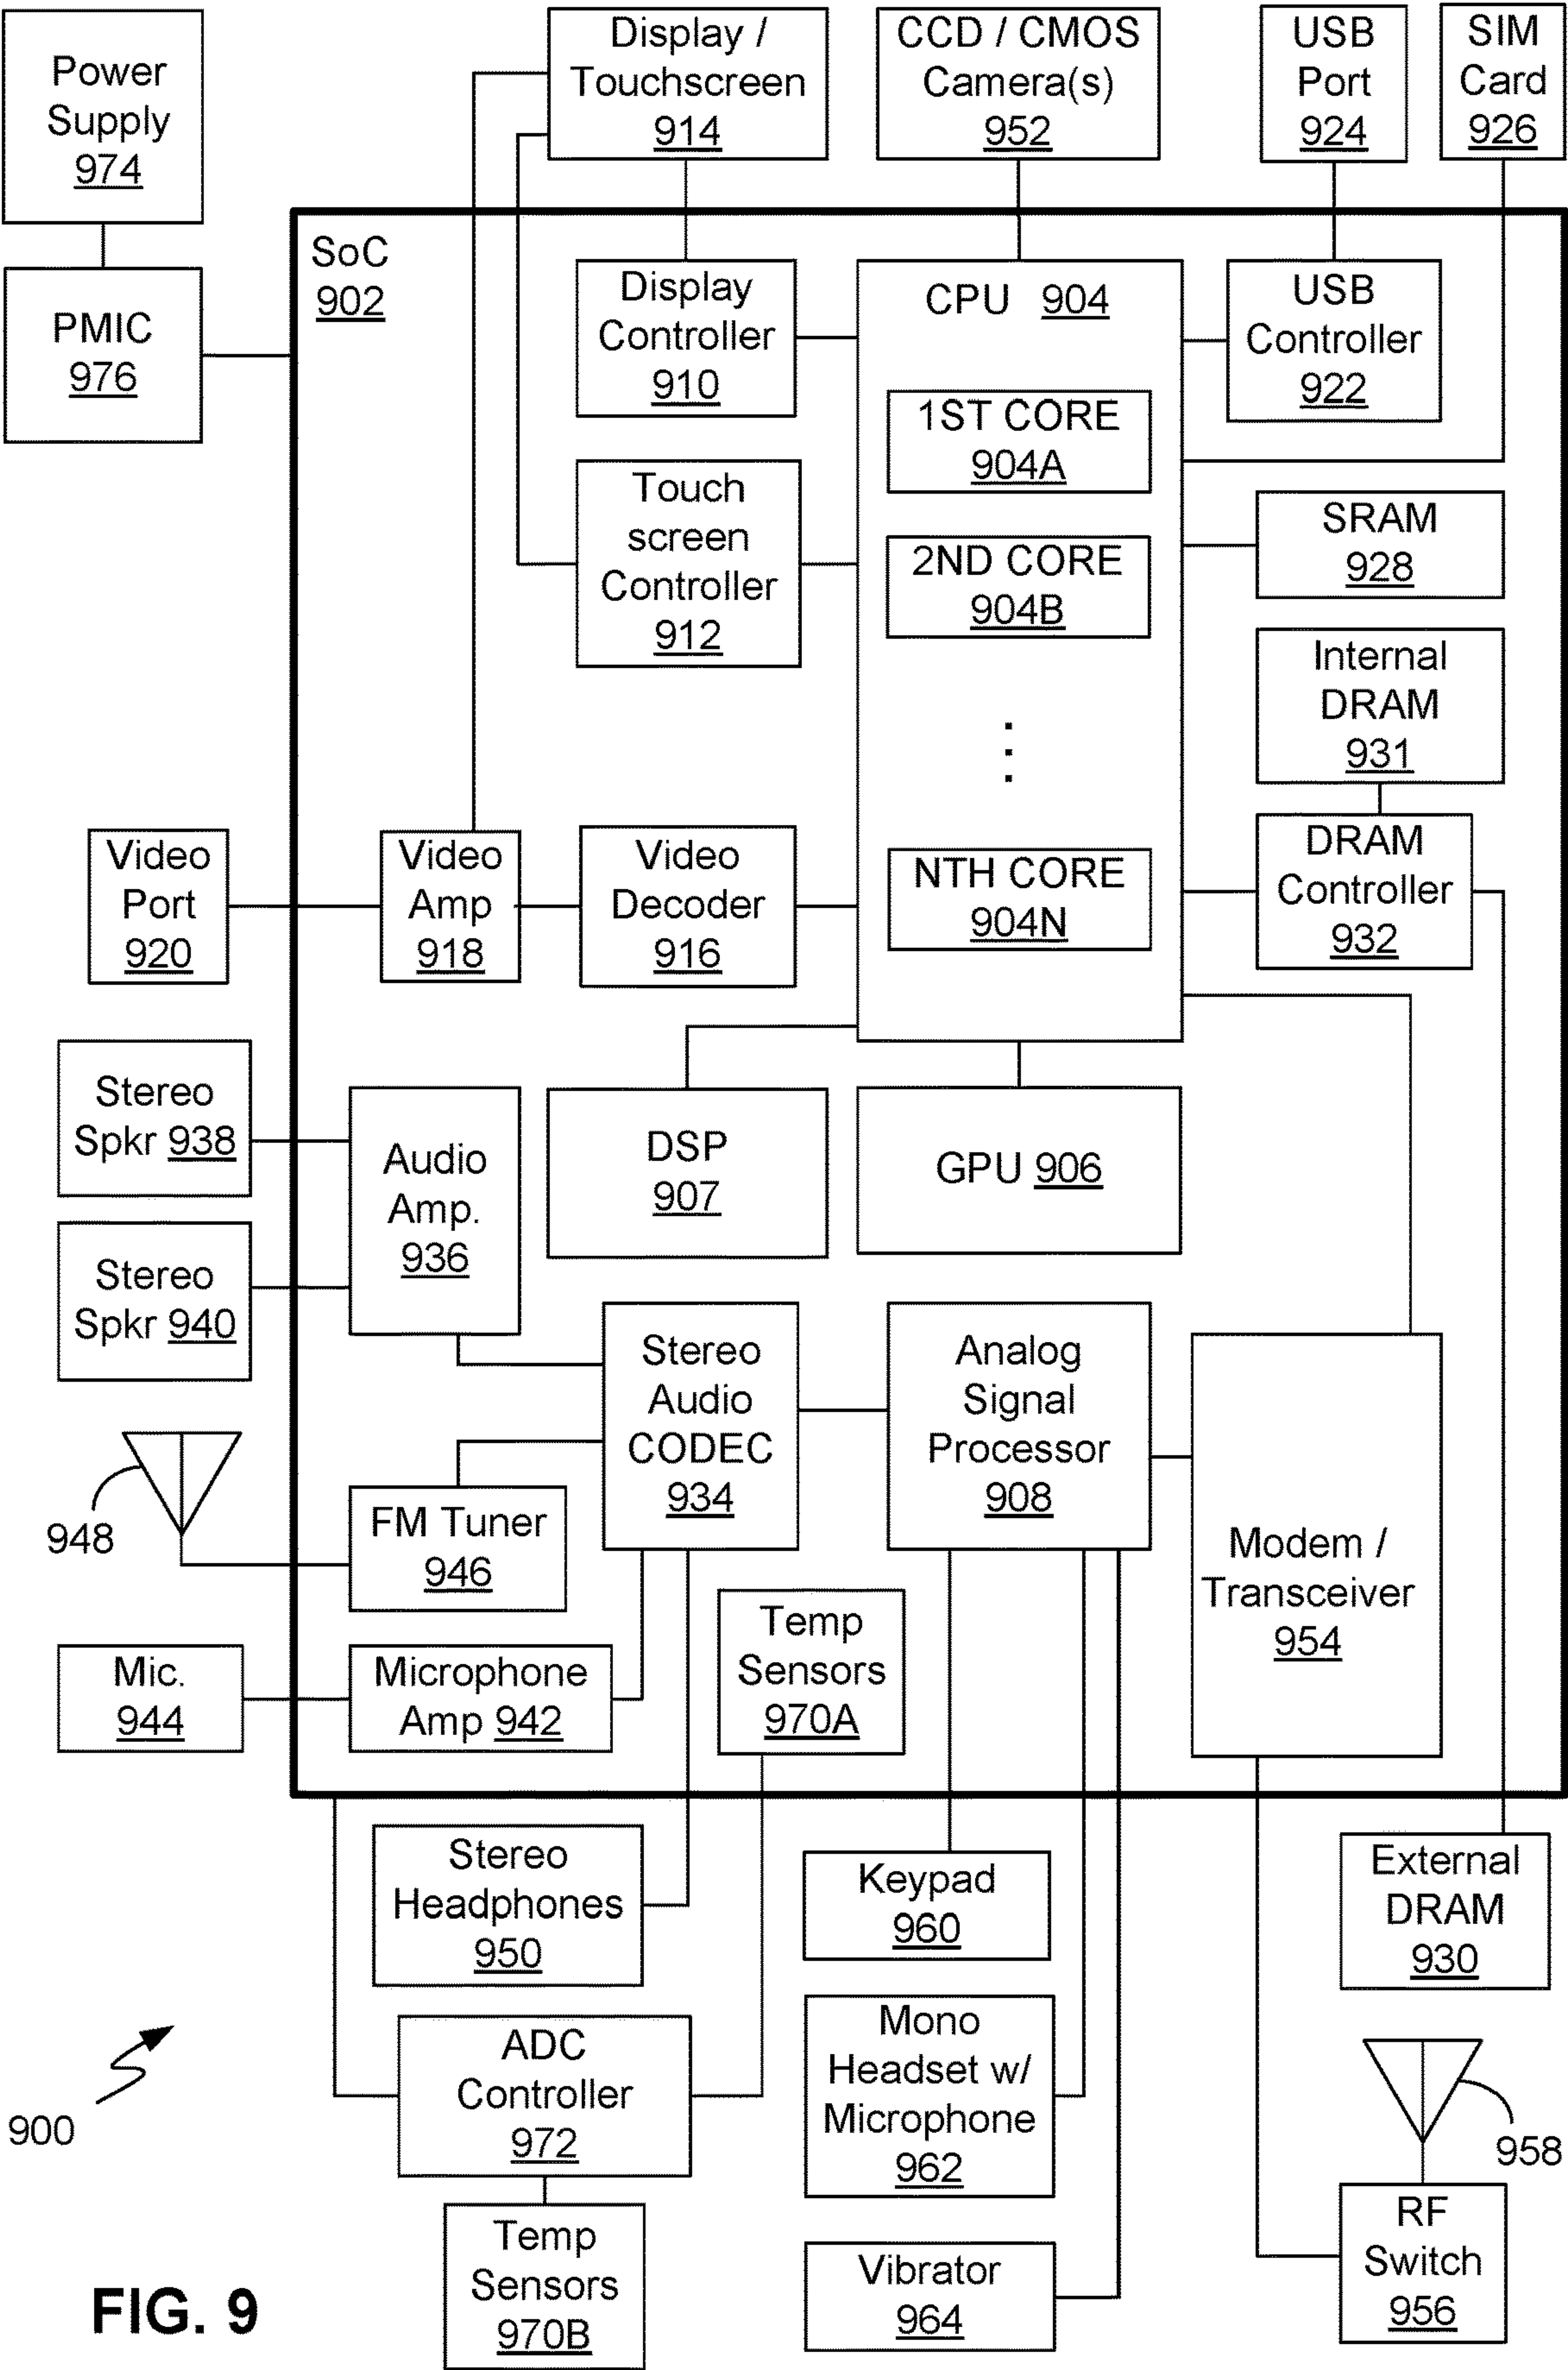 Power
Supply
974
Display /
Touchscreen
914
CCD / CMOS
Camera(s)
952
USB
Port
924
SIM
Card
926
PMIC
976
SoC
902
Display
Controller
910
CPU 904
USB
Controller
922
1ST CORE
904A
Touch
screen
Controller
912
2ND CORE
904B
SRAM
928
Internal
DRAM
931
Video
Port
920
Video
Amp
918
Video
Decoder
916
NTH CORE
904N
DRAM
Controller
932
Stereo
Spkr 938
Audio
Amp.
936
DSP
907
GPU 906
Stereo
Spkr 940
Stereo
Audio
CODEC
934
Analog
Signal
Processor
908
Modem /
Transceiver
954
948
FM Tuner
946
Temp
Sensors
970A
Mic.
944
Microphone
Amp 942
Stereo
Headphones
950
Keypad
960
External
DRAM
930
ADC
Controller
972
Mono
Headset w/
Microphone
962
900
958
Temp
Sensors
970B
Vibrator
964
RF
Switch
956
FIG. 9